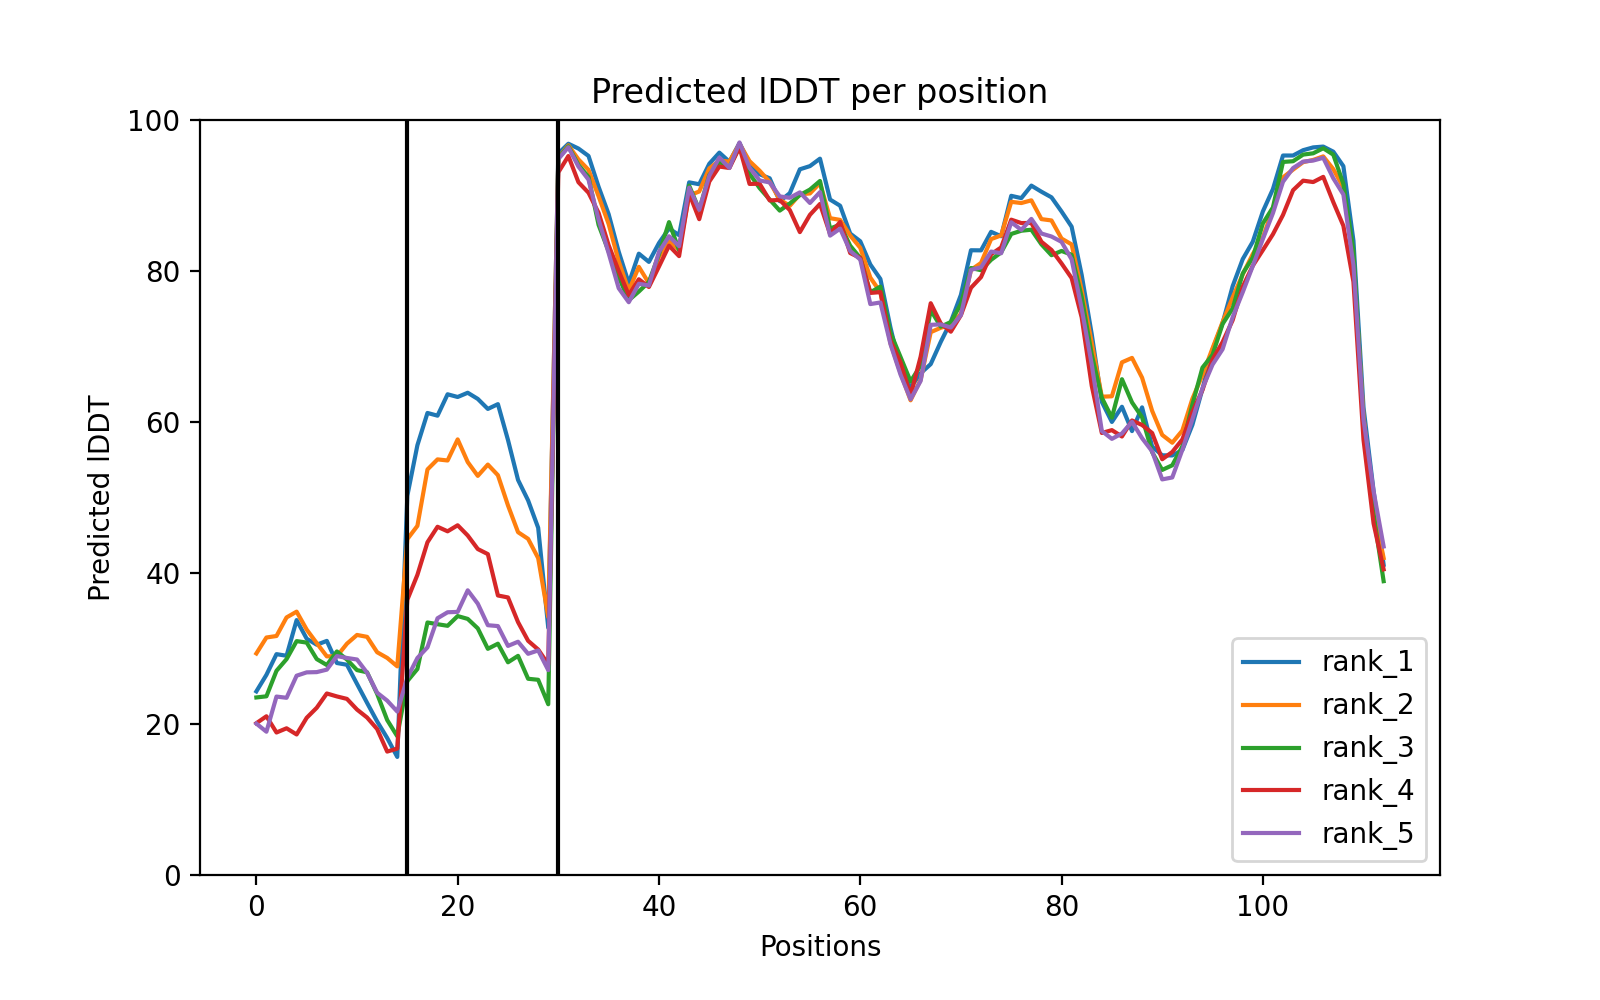 Predicted lDDT per position
100
80
60
40
20
0
Predicted lDDT
0 20 40 60 80 100
Positions
rank_1
rank_2
rank_3
rank_4
rank_5